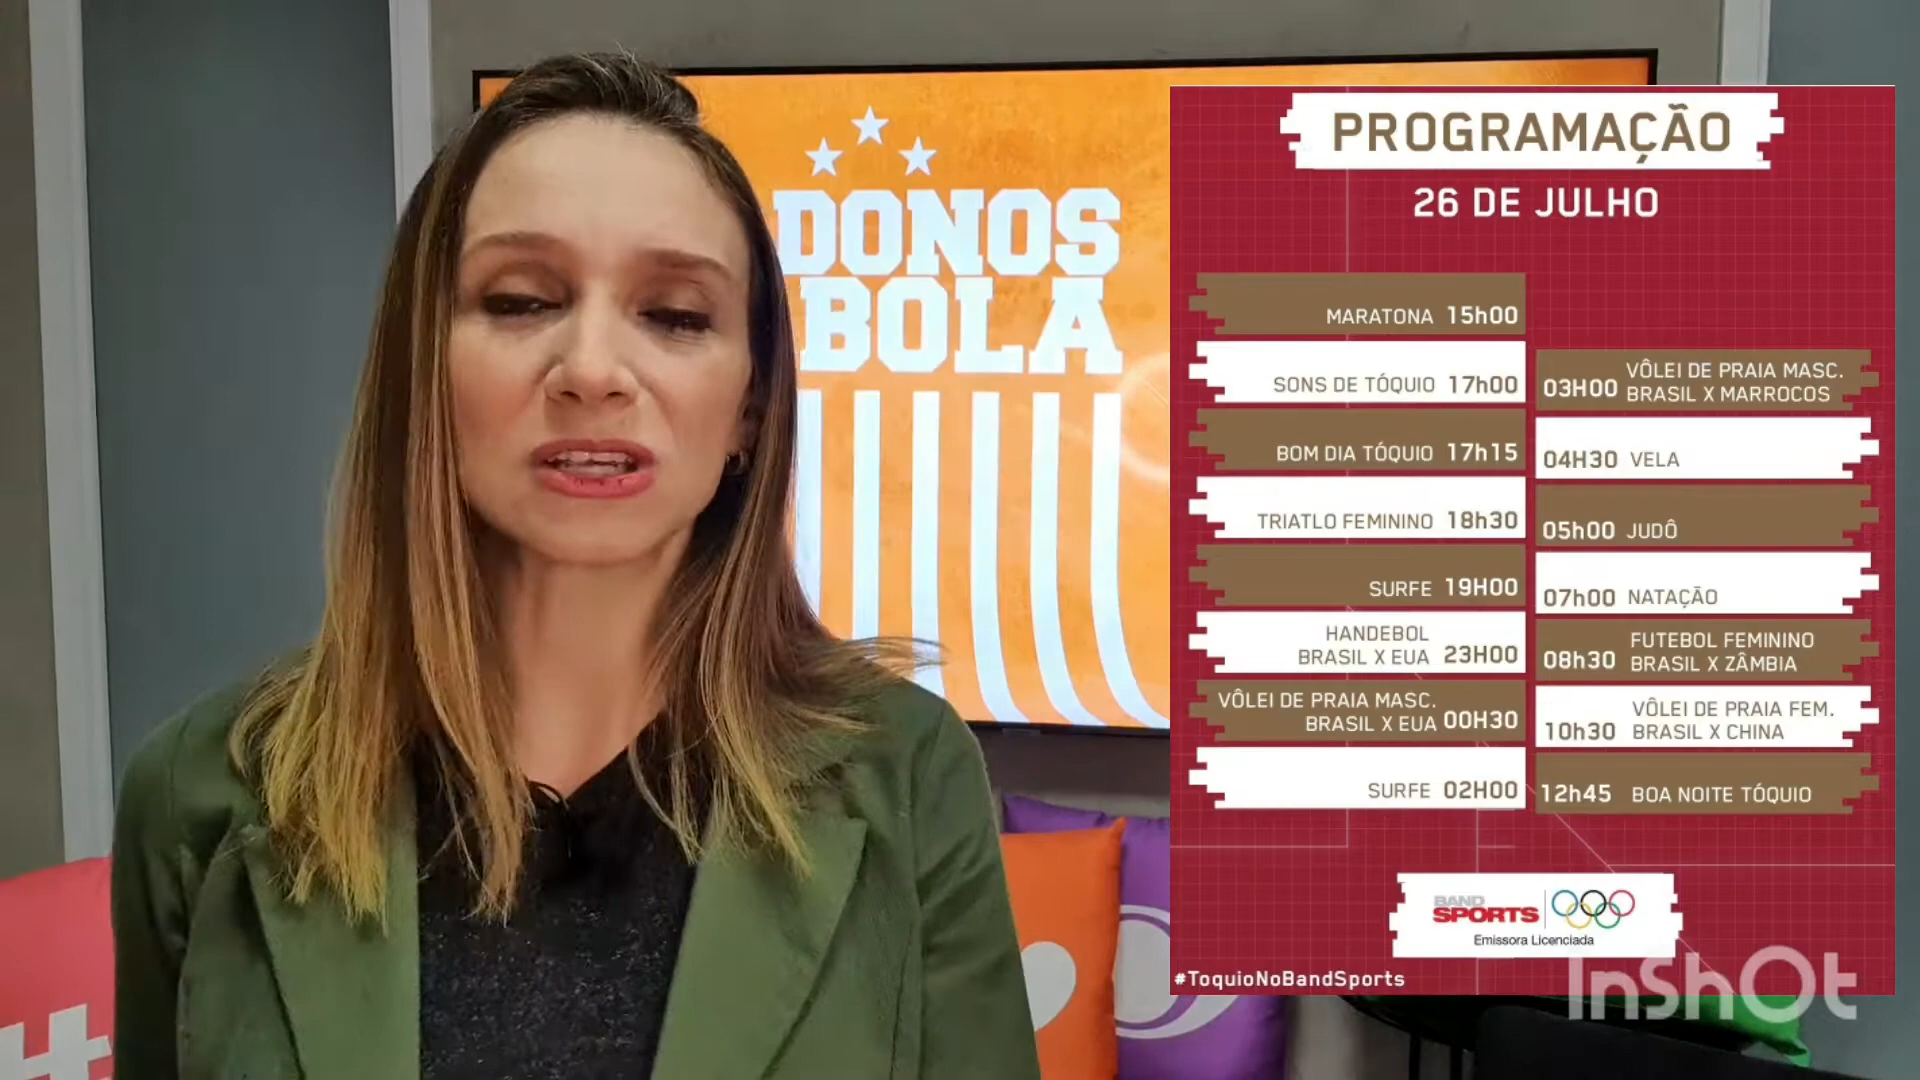 DONOS
BOLA
PROGRAMAÇÃO
26 DE JULHO
MARATONA 15h00
SONS DE TÓQUIO 17h00
BOM DIA TÓQUIO 17h15
TRIATLO FEMININO 18h30
SURFE 19H00
HANDEBOL
BRASIL X EUA 23H00
VÔLEI DE PRAIA MASC.
BRASIL X EUA 00H30
SURFE 02H00
03H00 VÔLEI DE PRAIA MASC.
BRASIL X MARROCOS
04H30 VELA
05h00 JUDÔ
07h00 NATAÇÃO
08h30 FUTEBOL FEMININO
BRASIL X ZÂMBIA
10h30 VÔLEI DE PRAIA FEM.
BRASIL X CHINA
12h45 BOA NOITE TÓQUIO
BAND
SPORTS
Emissora Licenciada
#ToquioNoBandSports
InShOt
#